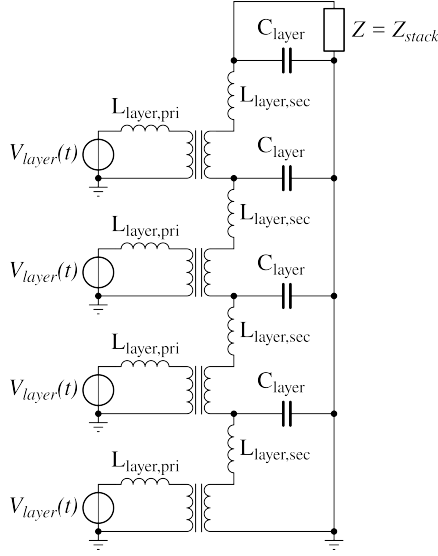 C_layer
Z = Z_stack
L_layer,sec
L_layer,pri
V_layer(t)
C_layer
L_layer,sec
L_layer,pri
V_layer(t)
C_layer
L_layer,sec
L_layer,pri
V_layer(t)
C_layer
L_layer,sec
L_layer,pri
V_layer(t)